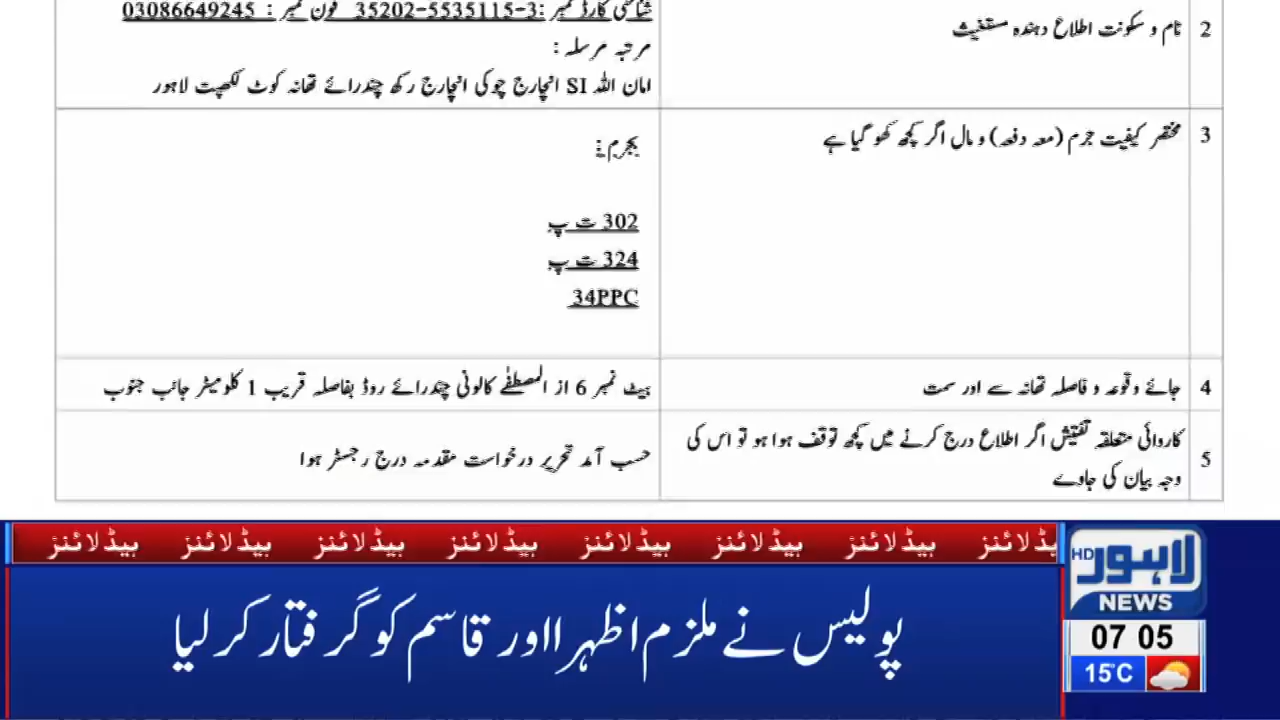 2 نام و سکونت اطلاع دہندہ مستغیث
شناختی کارڈ نمبر :3-5535115-35202 فون نمبر : 03086649245
مرتبہ مرسلہ :
امان اللہ SI انچارج چوکی انچارج رکھ چندرائے تھانہ کوٹ لکھپت لاہور
3 مختصر کیفیت جرم (معہ دفعہ) و مال اگر کچھ کھو گیا ہے
بجرم :
302 ت پ
324 ت پ
34PPC
4 جائے وقوعہ و فاصلہ تھانہ سے اور سمت
بیٹ نمبر 6 از المصطفٰے کالونی چندرائے روڈ بفاصلہ قریب 1 کلومیٹر جانب جنوب
5 کاروائی متعلقہ تفتیش اگر اطلاع درج کرنے میں کچھ توقف ہوا ہو تو اس کی
وجہ بیان کی جاوے
حسب آمد تحریر درخواست مقدمہ درج رجسٹر ہوا
ہیڈلائنز ہیڈلائنز ہیڈلائنز ہیڈلائنز ہیڈلائنز ہیڈلائنز ہیڈلائنز ہیڈلائنز
پولیس نے ملزم اظہر اور قاسم کو گرفتار کر لیا
لاہور HD
NEWS
07 05
15°C